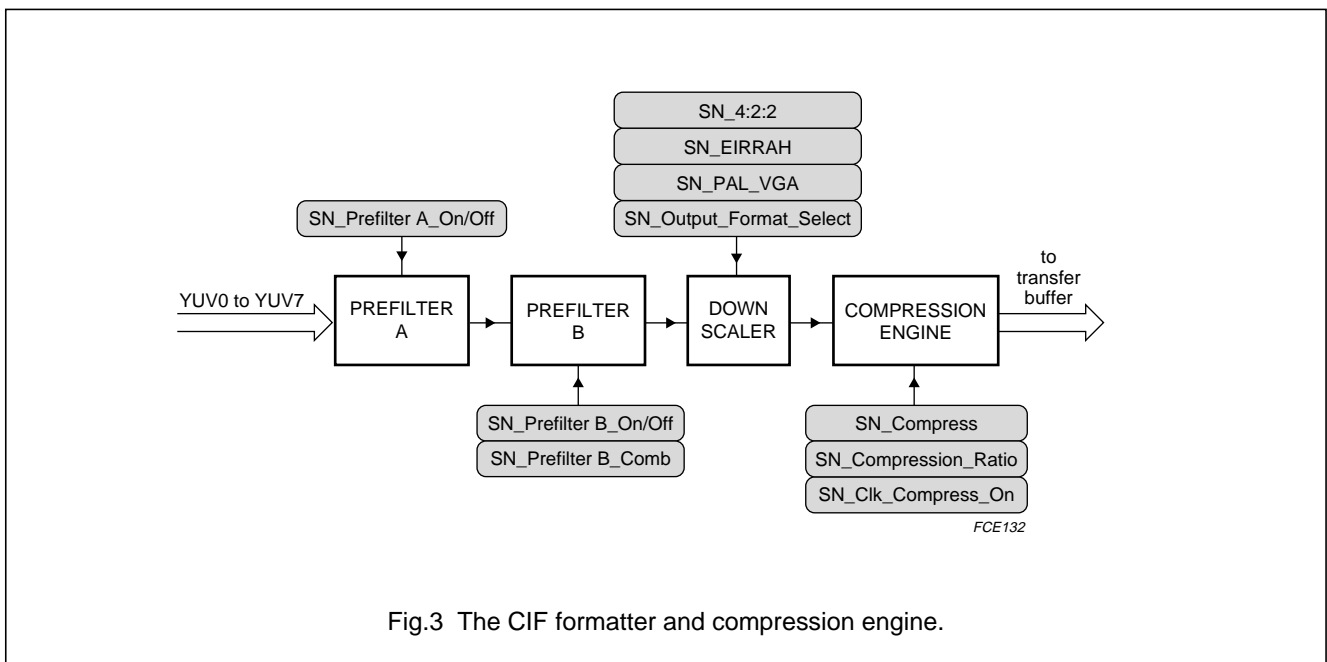 SN_4:2:2
SN_EIRRAH
SN_PAL_VGA
SN_Output_Format_Select
SN_Prefilter A_On/Off
YUV0 to YUV7
PREFILTER
A
PREFILTER
B
DOWN
SCALER
COMPRESSION
ENGINE
to
transfer
buffer
SN_Prefilter B_On/Off
SN_Prefilter B_Comb
SN_Compress
SN_Compression_Ratio
SN_Clk_Compress_On
FCE132
Fig.3 The CIF formatter and compression engine.